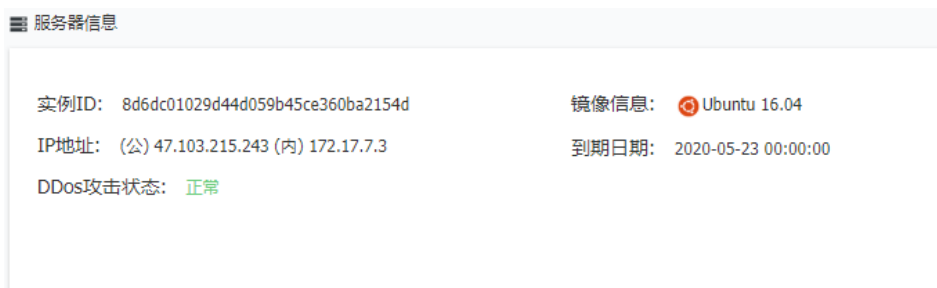 服务器信息
实例ID: 8d6dc01029d44d059b45ce360ba2154d
镜像信息: Ubuntu 16.04
IP地址: (公) 47.103.215.243 (内) 172.17.7.3
到期日期: 2020-05-23 00:00:00
DDos攻击状态: 正常